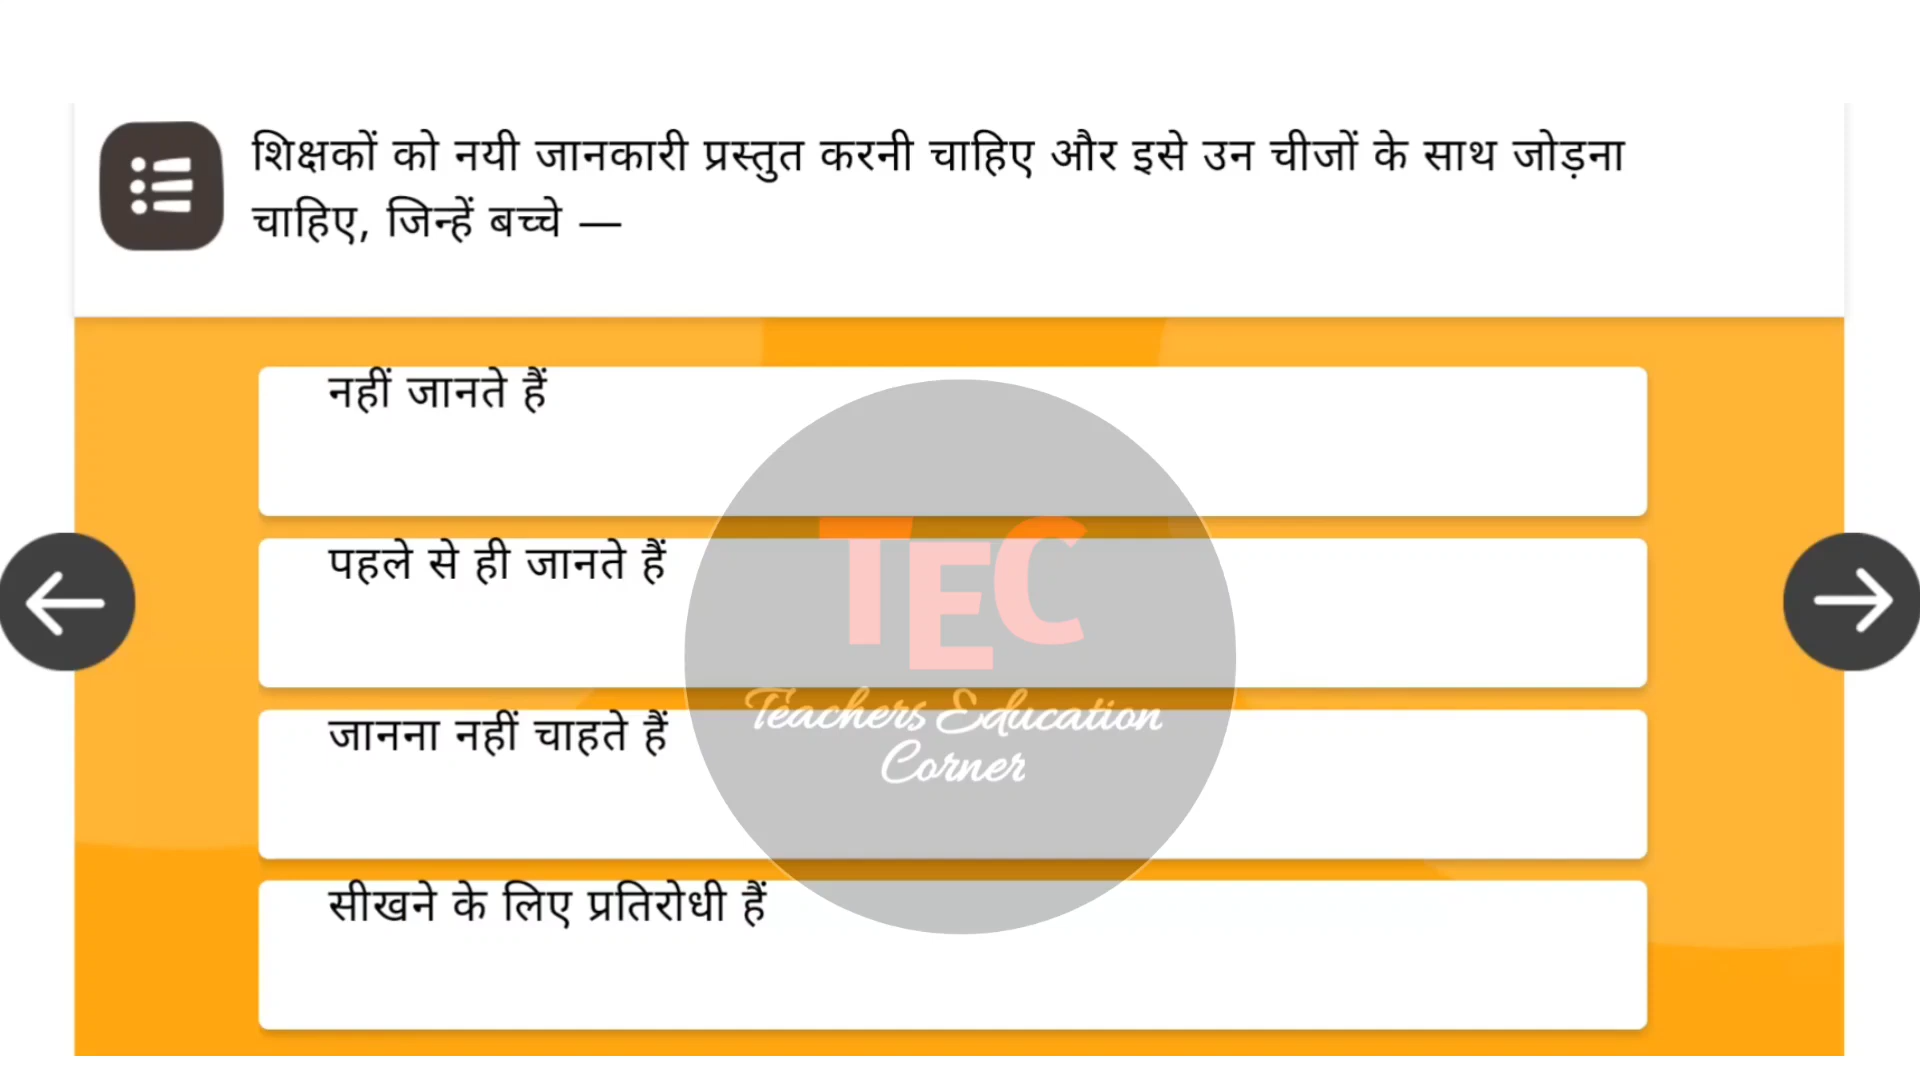 शिक्षकों को नयी जानकारी प्रस्तुत करनी चाहिए और इसे उन चीजों के साथ जोड़ना
चाहिए, जिन्हें बच्चे —
नहीं जानते हैं
पहले से ही जानते हैं
जानना नहीं चाहते हैं
सीखने के लिए प्रतिरोधी हैं
TEC
Teachers Education
Corner